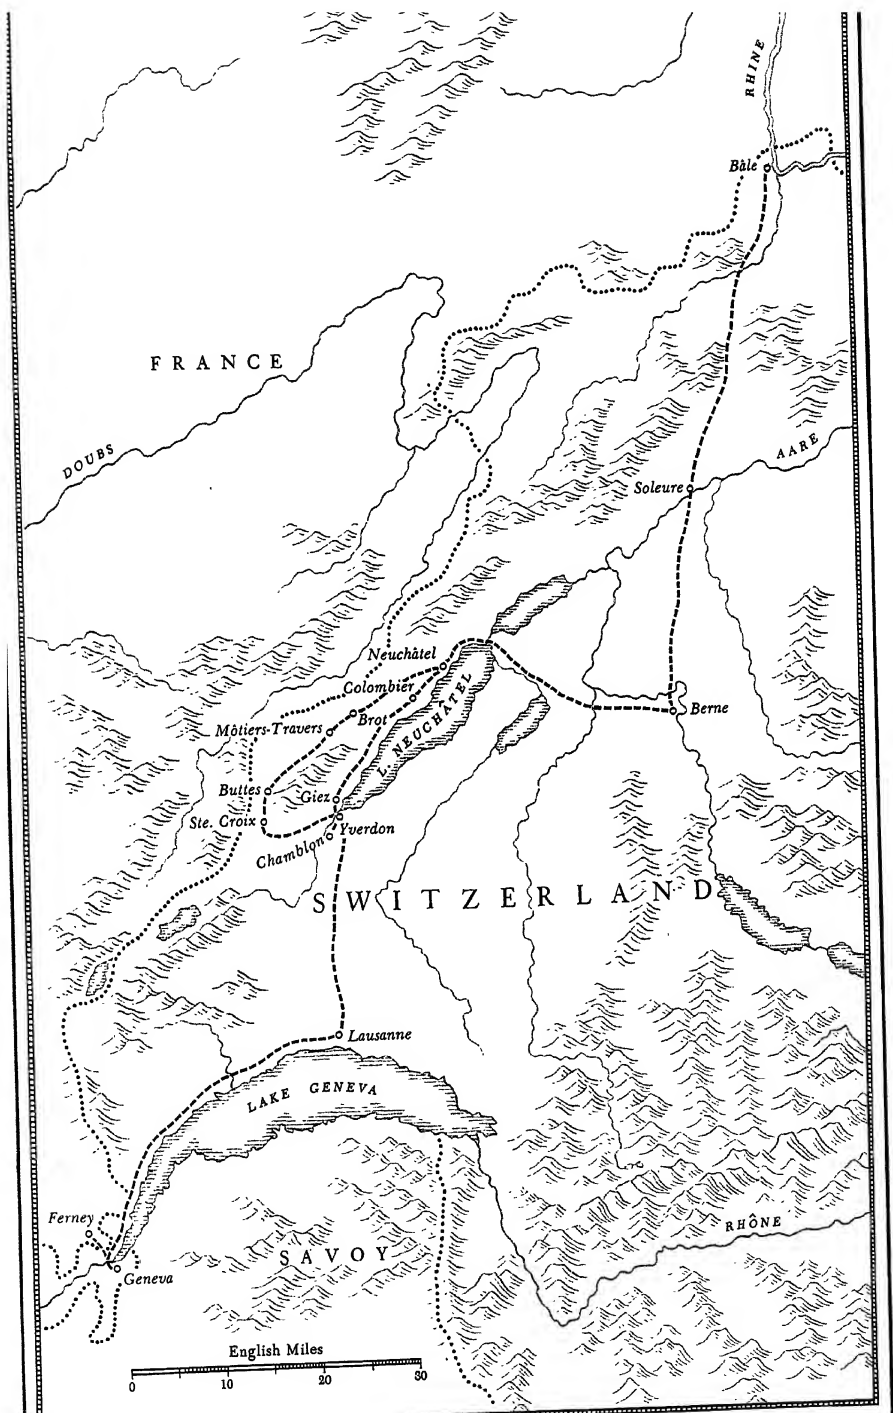 RHINE
Bâle
FRANCE
DOUBS
AARE
Soleure
Neuchâtel
Colombier
L. NEUCHÂTEL
Berne
Brot
Môtiers-Travers
Buttes
Giez
Ste. Croix
Yverdon
Chamblon
SWITZERLAND
Lausanne
LAKE GENEVA
Ferney
RHÔNE
SAVOY
Geneva
English Miles
0 10 20 30